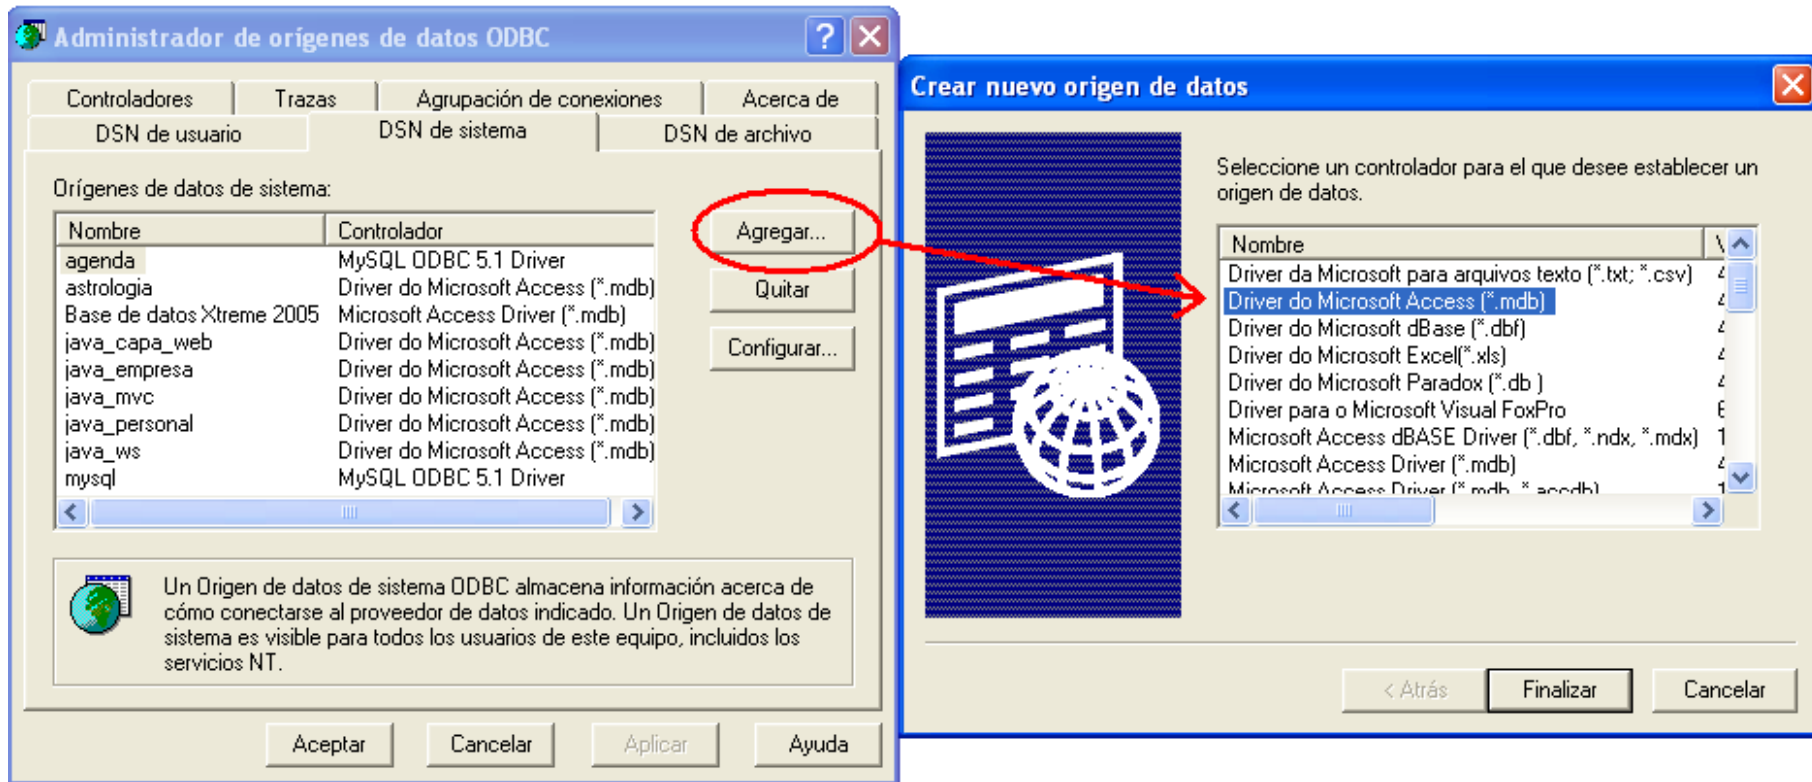 Administrador de orígenes de datos ODBC
Controladores Trazas Agrupación de conexiones Acerca de
DSN de usuario DSN de sistema DSN de archivo
Orígenes de datos de sistema:
Nombre Controlador
agenda MySQL ODBC 5.1 Driver
astrologia Driver do Microsoft Access (*.mdb)
Base de datos Xtreme 2005 Microsoft Access Driver (*.mdb)
java_capa_web Driver do Microsoft Access (*.mdb)
java_empresa Driver do Microsoft Access (*.mdb)
java_mvc Driver do Microsoft Access (*.mdb)
java_personal Driver do Microsoft Access (*.mdb)
java_ws Driver do Microsoft Access (*.mdb)
mysql MySQL ODBC 5.1 Driver
Agregar...
Quitar
Configurar...
Un Origen de datos de sistema ODBC almacena información acerca de
cómo conectarse al proveedor de datos indicado. Un Origen de datos de
sistema es visible para todos los usuarios de este equipo, incluidos los
servicios NT.
Aceptar Cancelar Aplicar Ayuda
Crear nuevo origen de datos
Seleccione un controlador para el que desee establecer un
origen de datos.
Nombre
Driver da Microsoft para arquivos texto (*.txt; *.csv)
Driver do Microsoft Access (*.mdb)
Driver do Microsoft dBase (*.dbf)
Driver do Microsoft Excel(*.xls)
Driver do Microsoft Paradox (*.db )
Driver para o Microsoft Visual FoxPro
Microsoft Access dBASE Driver (*.dbf, *.ndx, *.mdx)
Microsoft Access Driver (*.mdb)
Microsoft Access Driver (*.mdb, *.accdb)
< Atrás Finalizar Cancelar